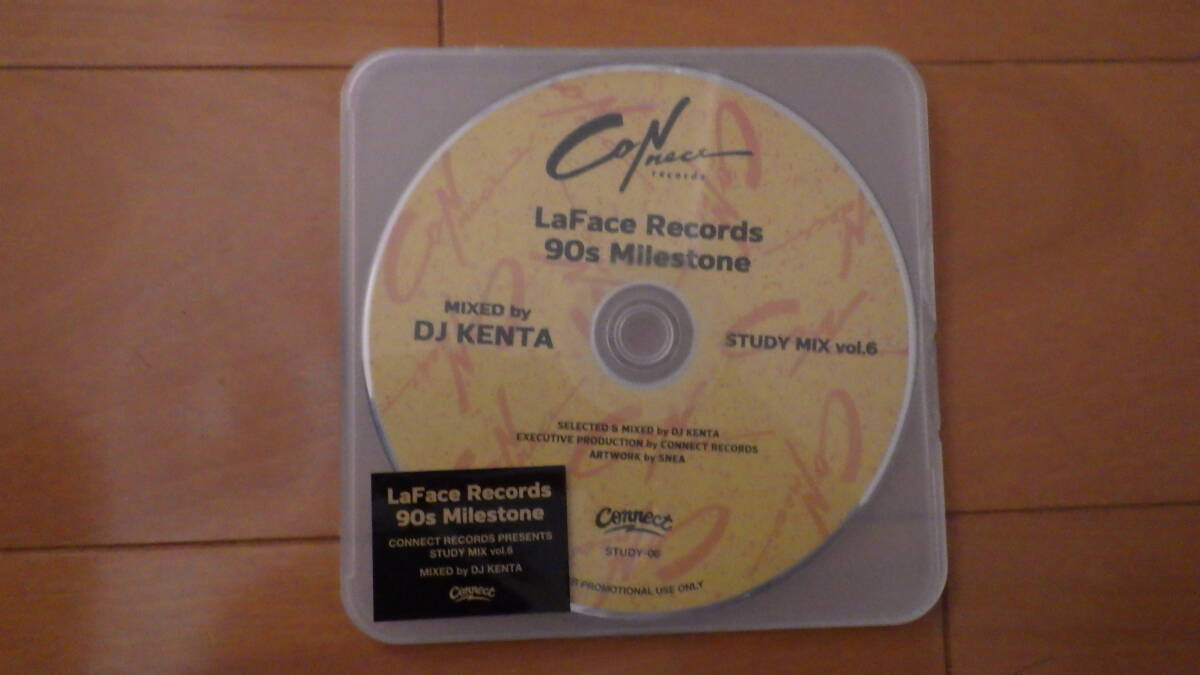 Connect
records
LaFace Records
90s Milestone
MIXED by
DJ KENTA
STUDY MIX vol.6
SELECTED & MIXED by DJ KENTA
EXECUTIVE PRODUCTION by CONNECT RECORDS
ARTWORK by SNEA
Connect
STUDY-06
PROMOTIONAL USE ONLY
LaFace Records
90s Milestone
CONNECT RECORDS PRESENTS
STUDY MIX vol.6
MIXED by DJ KENTA
Connect